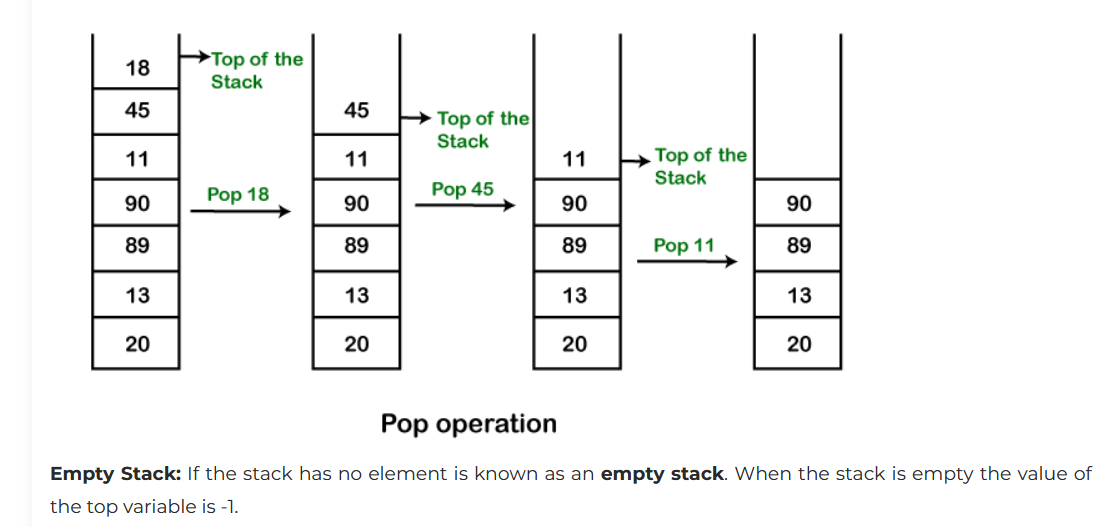 18
45
11
90
89
13
20
Top of the
Stack
Pop 18
45
11
90
89
13
20
Top of the
Stack
Pop 45
11
90
89
13
20
Top of the
Stack
Pop 11
90
89
13
20
Pop operation
Empty Stack: If the stack has no element is known as an empty stack. When the stack is empty the value of
the top variable is -1.